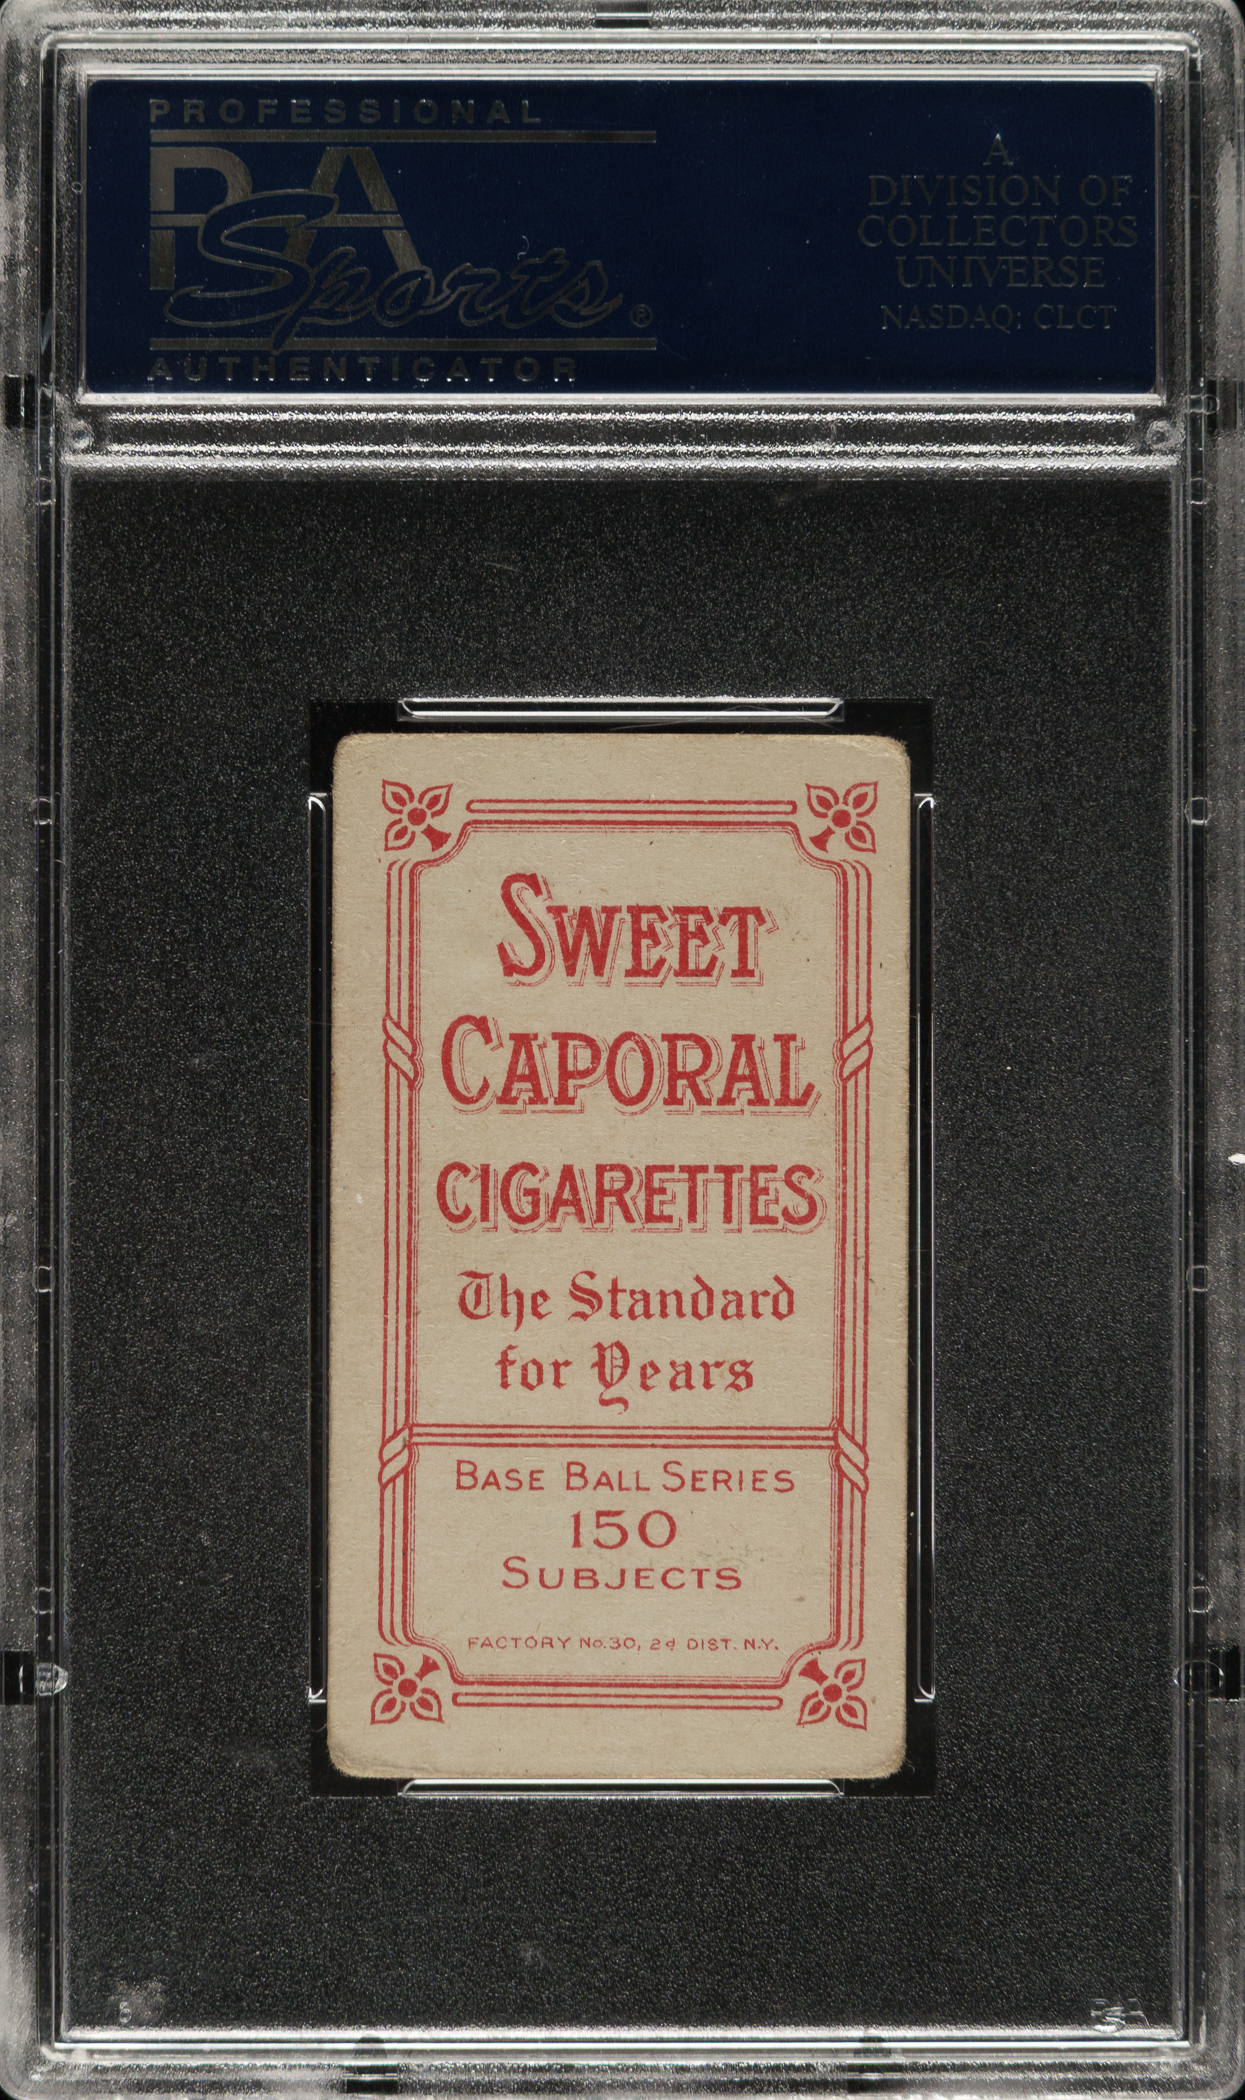 PROFESSIONAL
PSA
Sports®
AUTHENTICATOR
A
DIVISION OF
COLLECTORS
UNIVERSE
NASDAQ: CLCT
SWEET
CAPORAL
CIGARETTES
The Standard
for Years
BASE BALL SERIES
150
SUBJECTS
FACTORY No. 30, 2d DIST. N.Y.